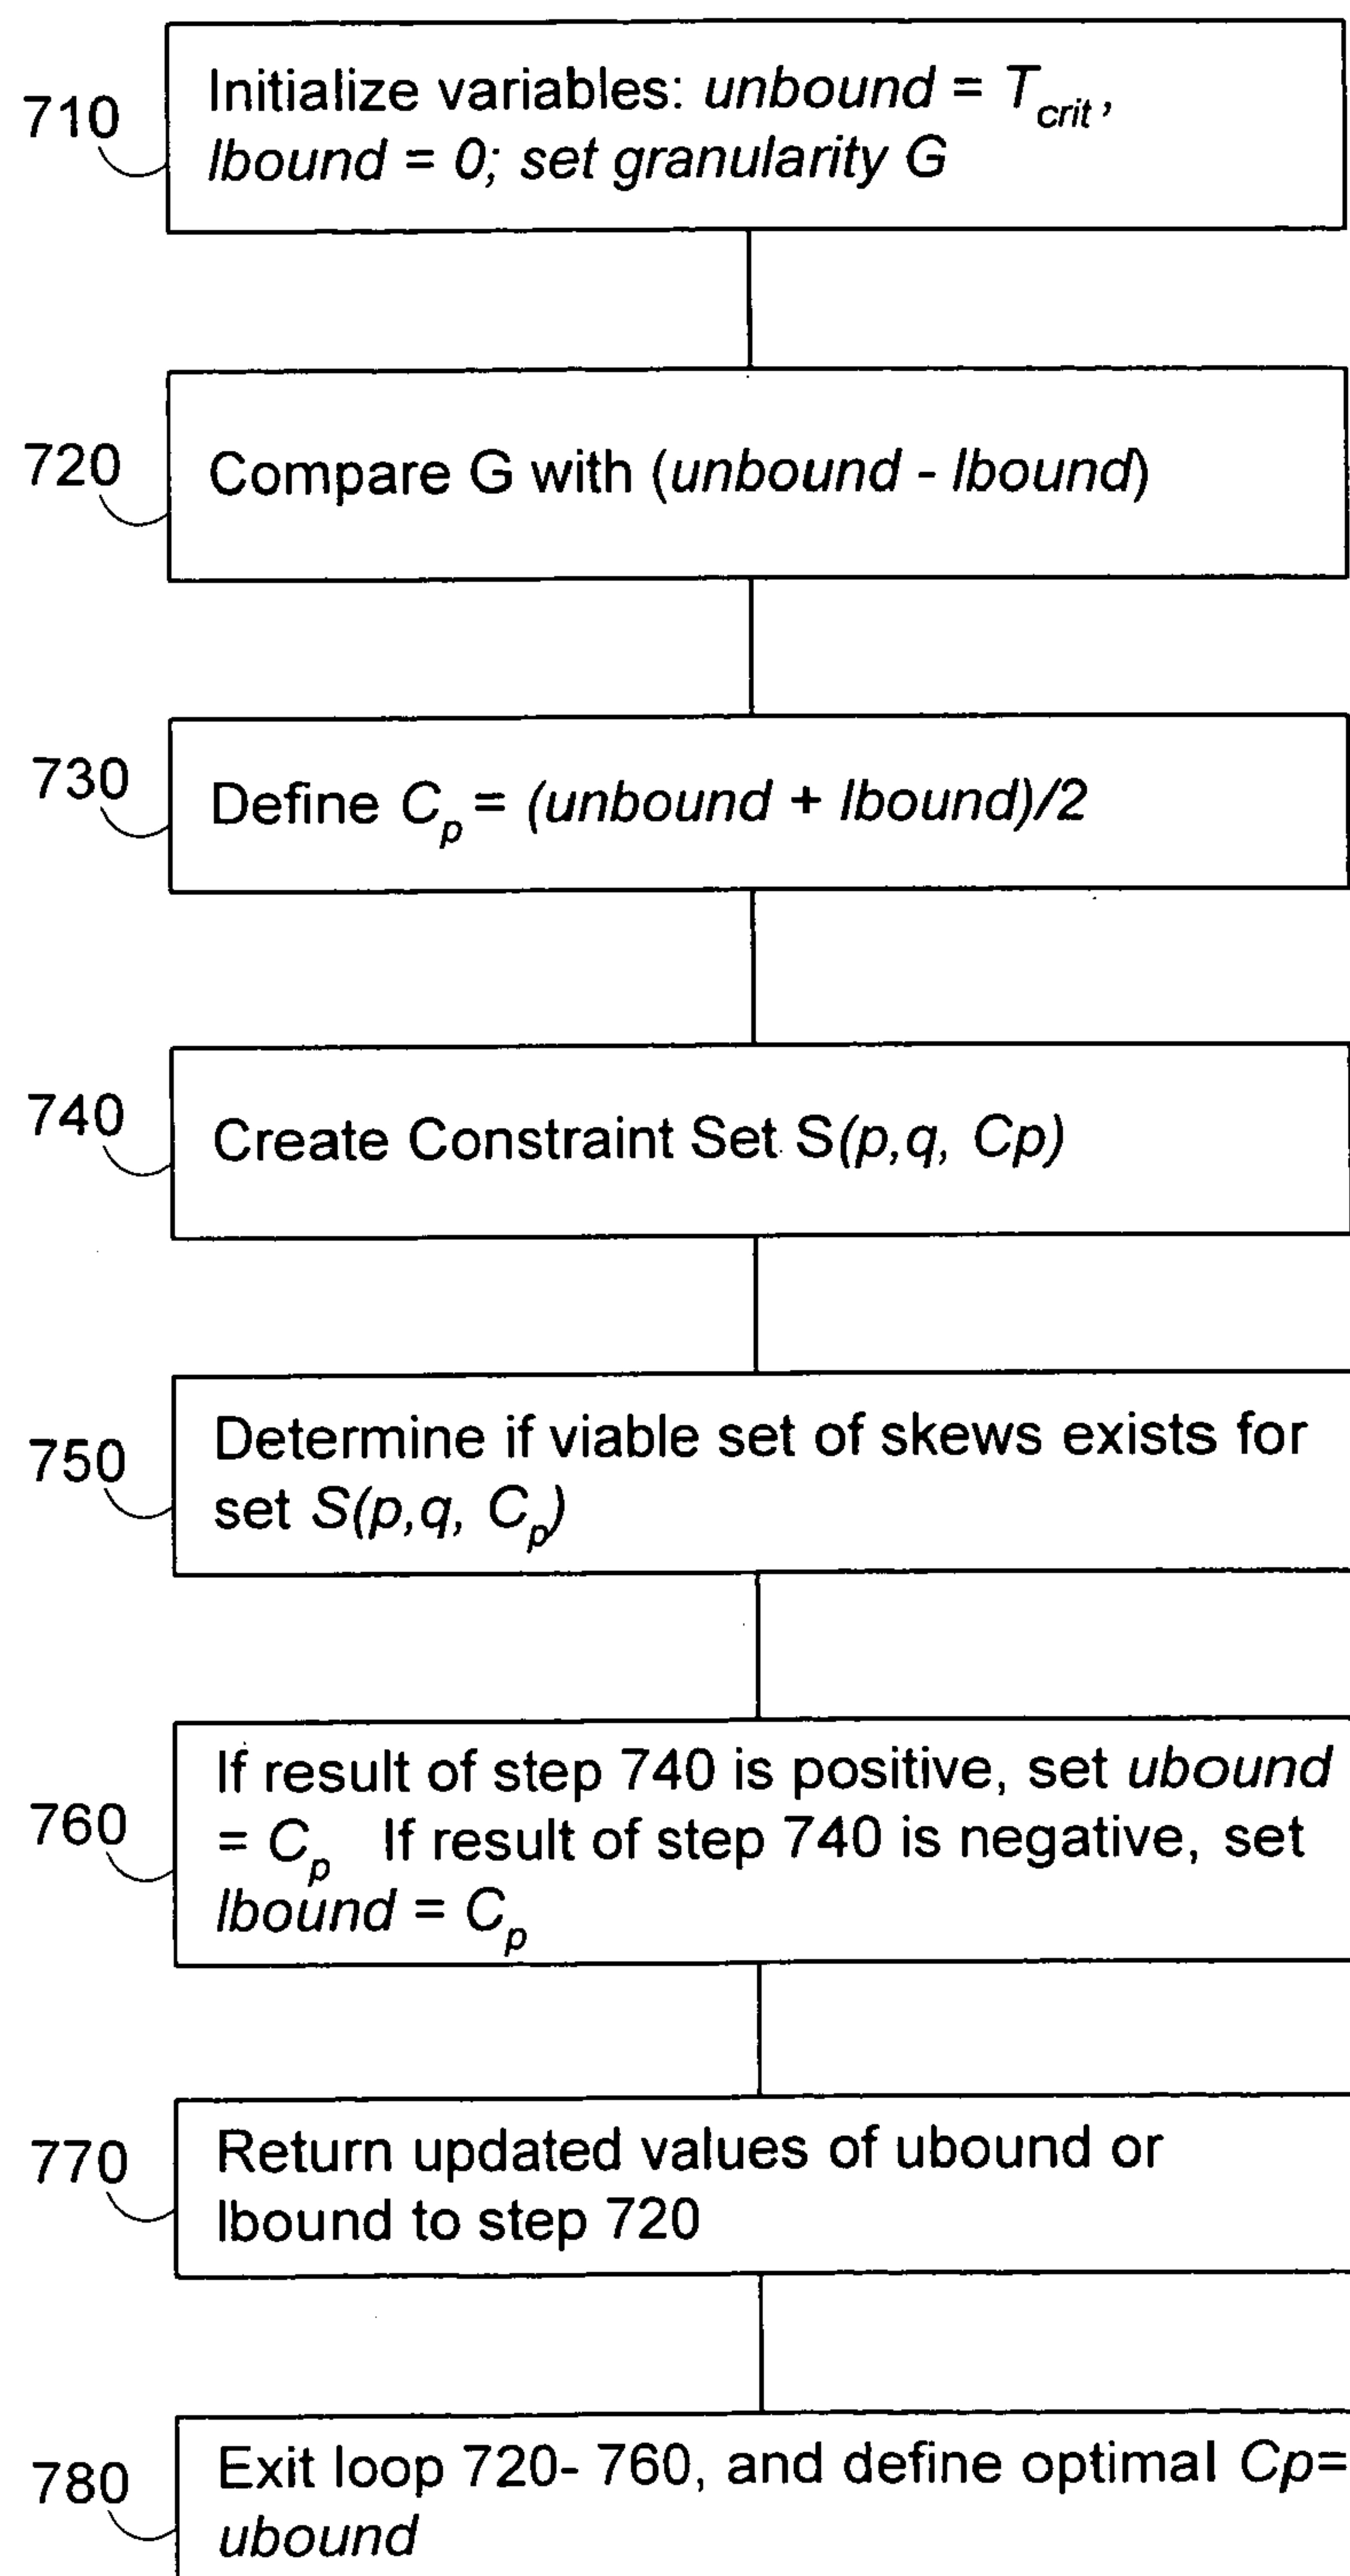 710
Initialize variables: unbound = T_crit,
lbound = 0; set granularity G
720
Compare G with (unbound - lbound)
730
Define C_p = (unbound + lbound)/2
740
Create Constraint Set S(p,q, Cp)
750
Determine if viable set of skews exists for
set S(p,q, C_p)
760
If result of step 740 is positive, set ubound
= C_p If result of step 740 is negative, set
lbound = C_p
770
Return updated values of ubound or
lbound to step 720
780
Exit loop 720- 760, and define optimal Cp=
ubound